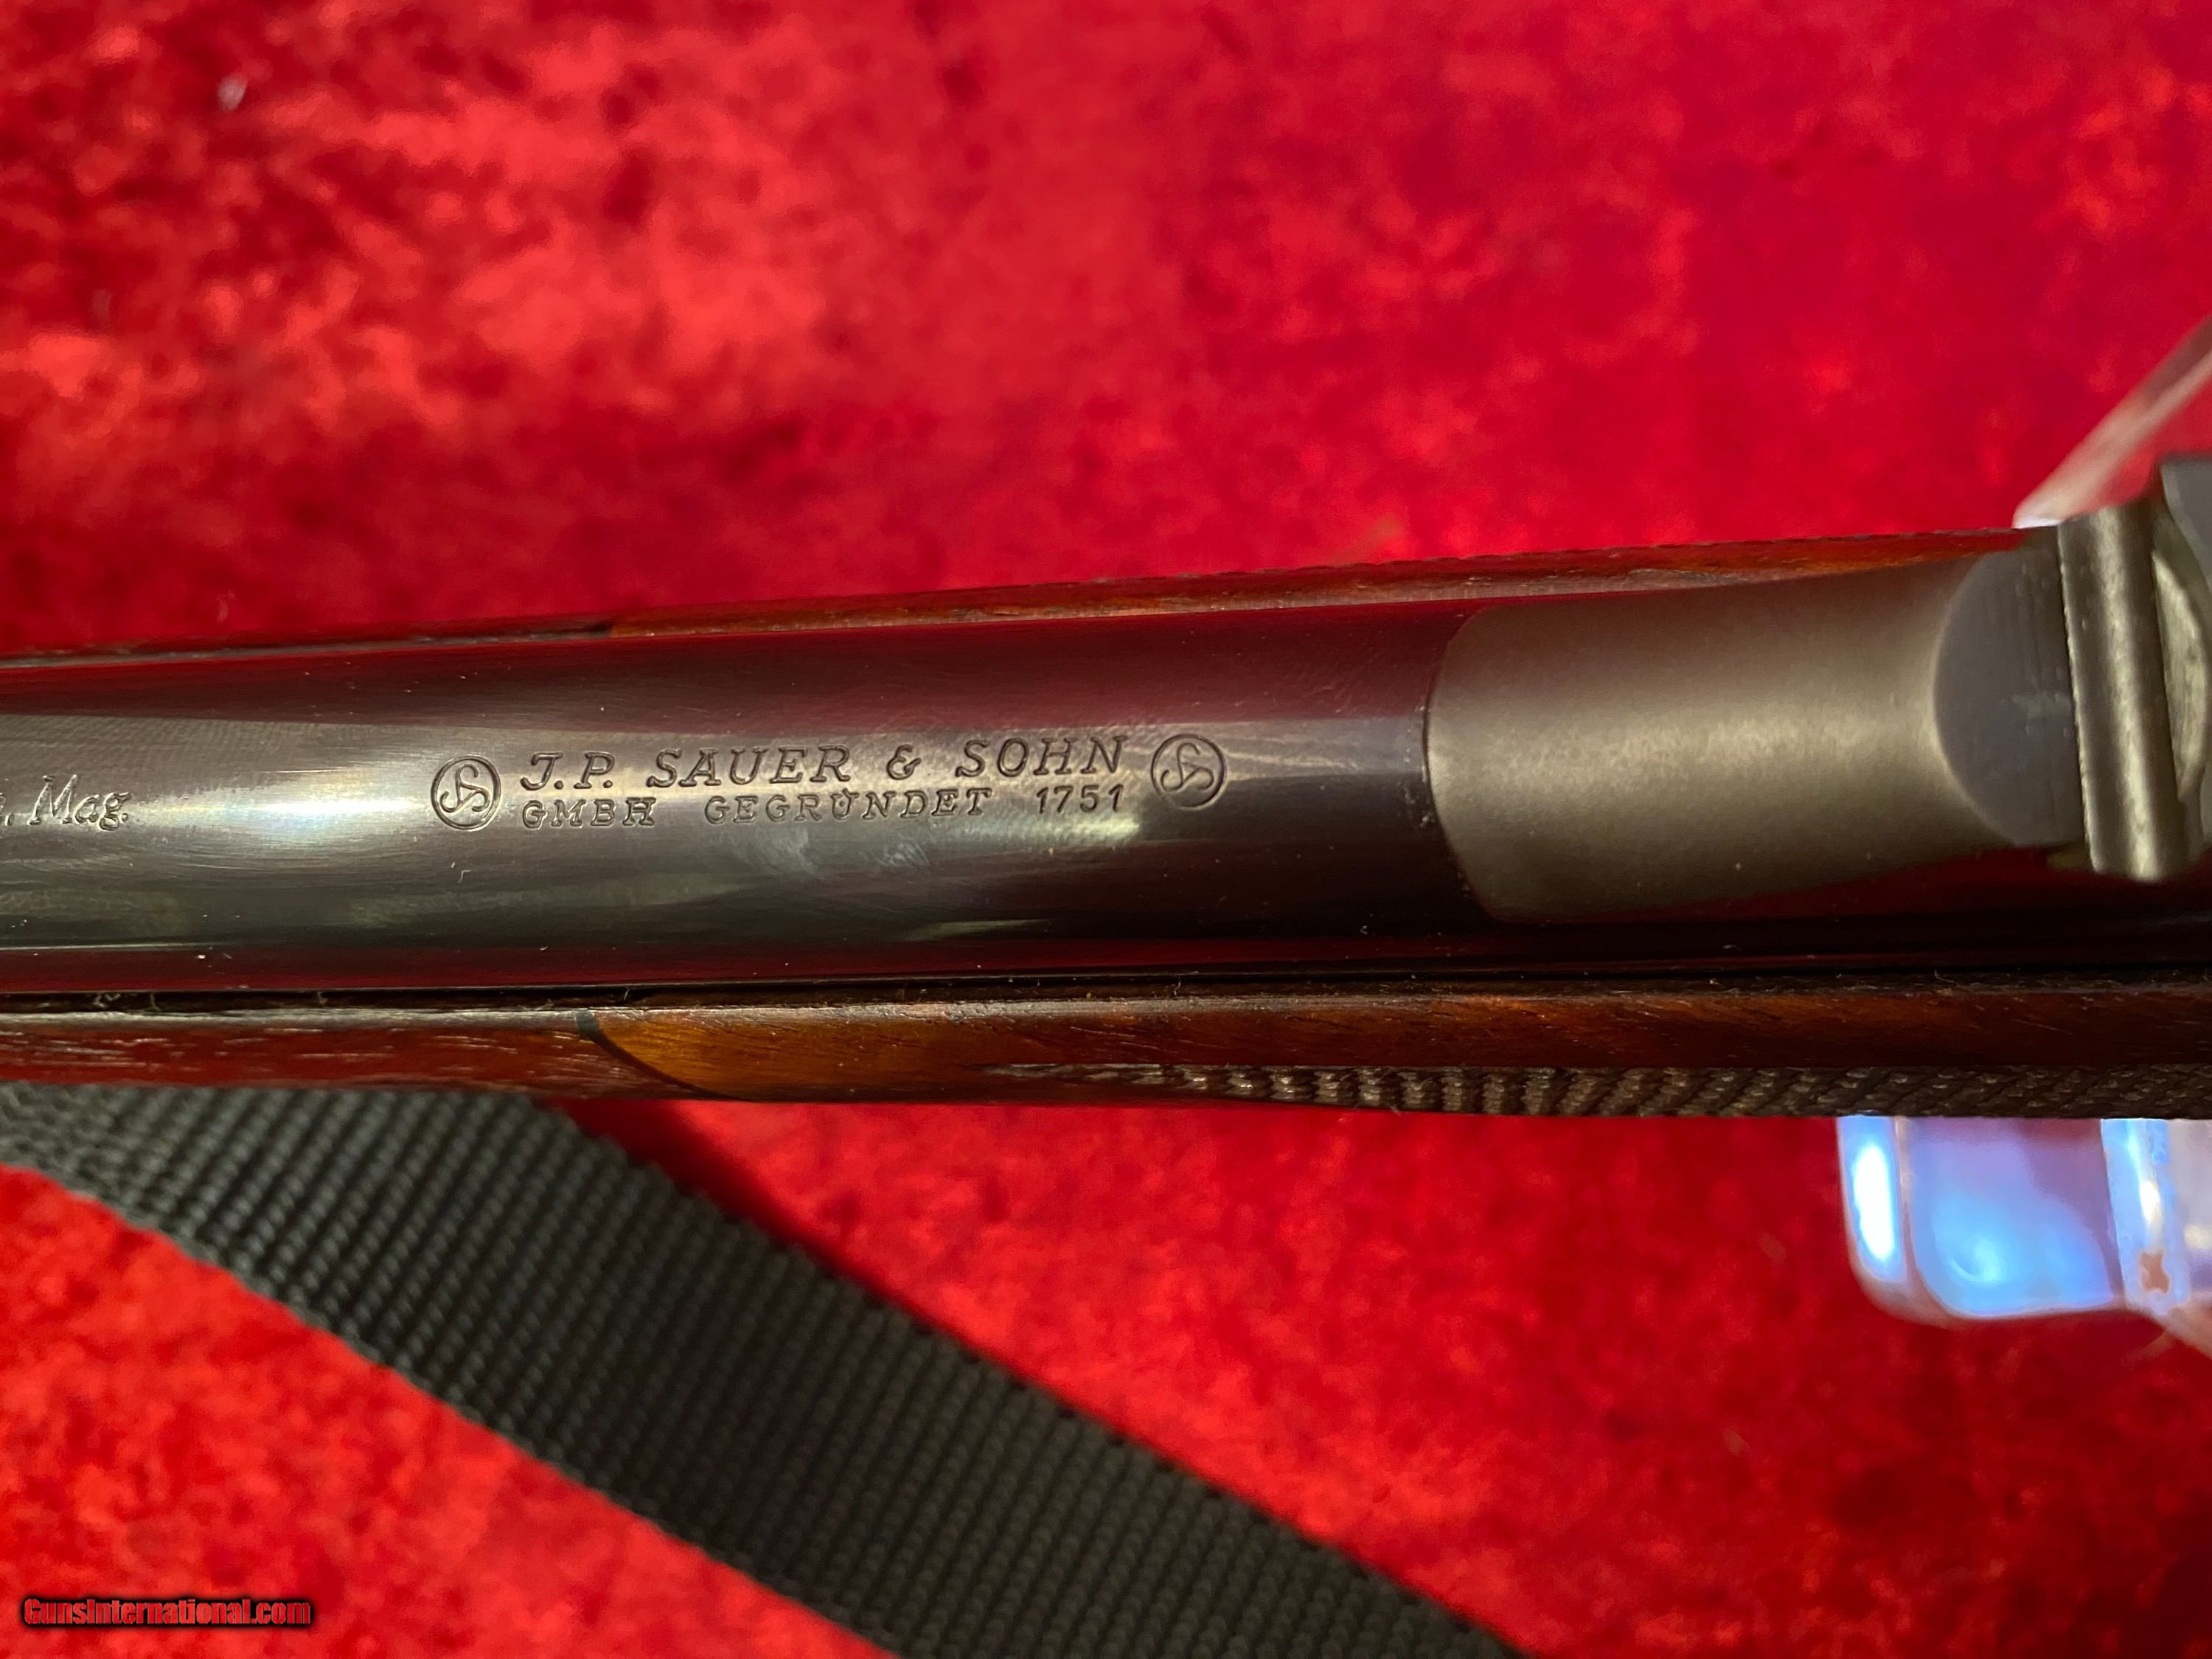 Mag.
J.P. SAUER & SOHN
GMBH GEGRÜNDET 1751
GunsInternational.com